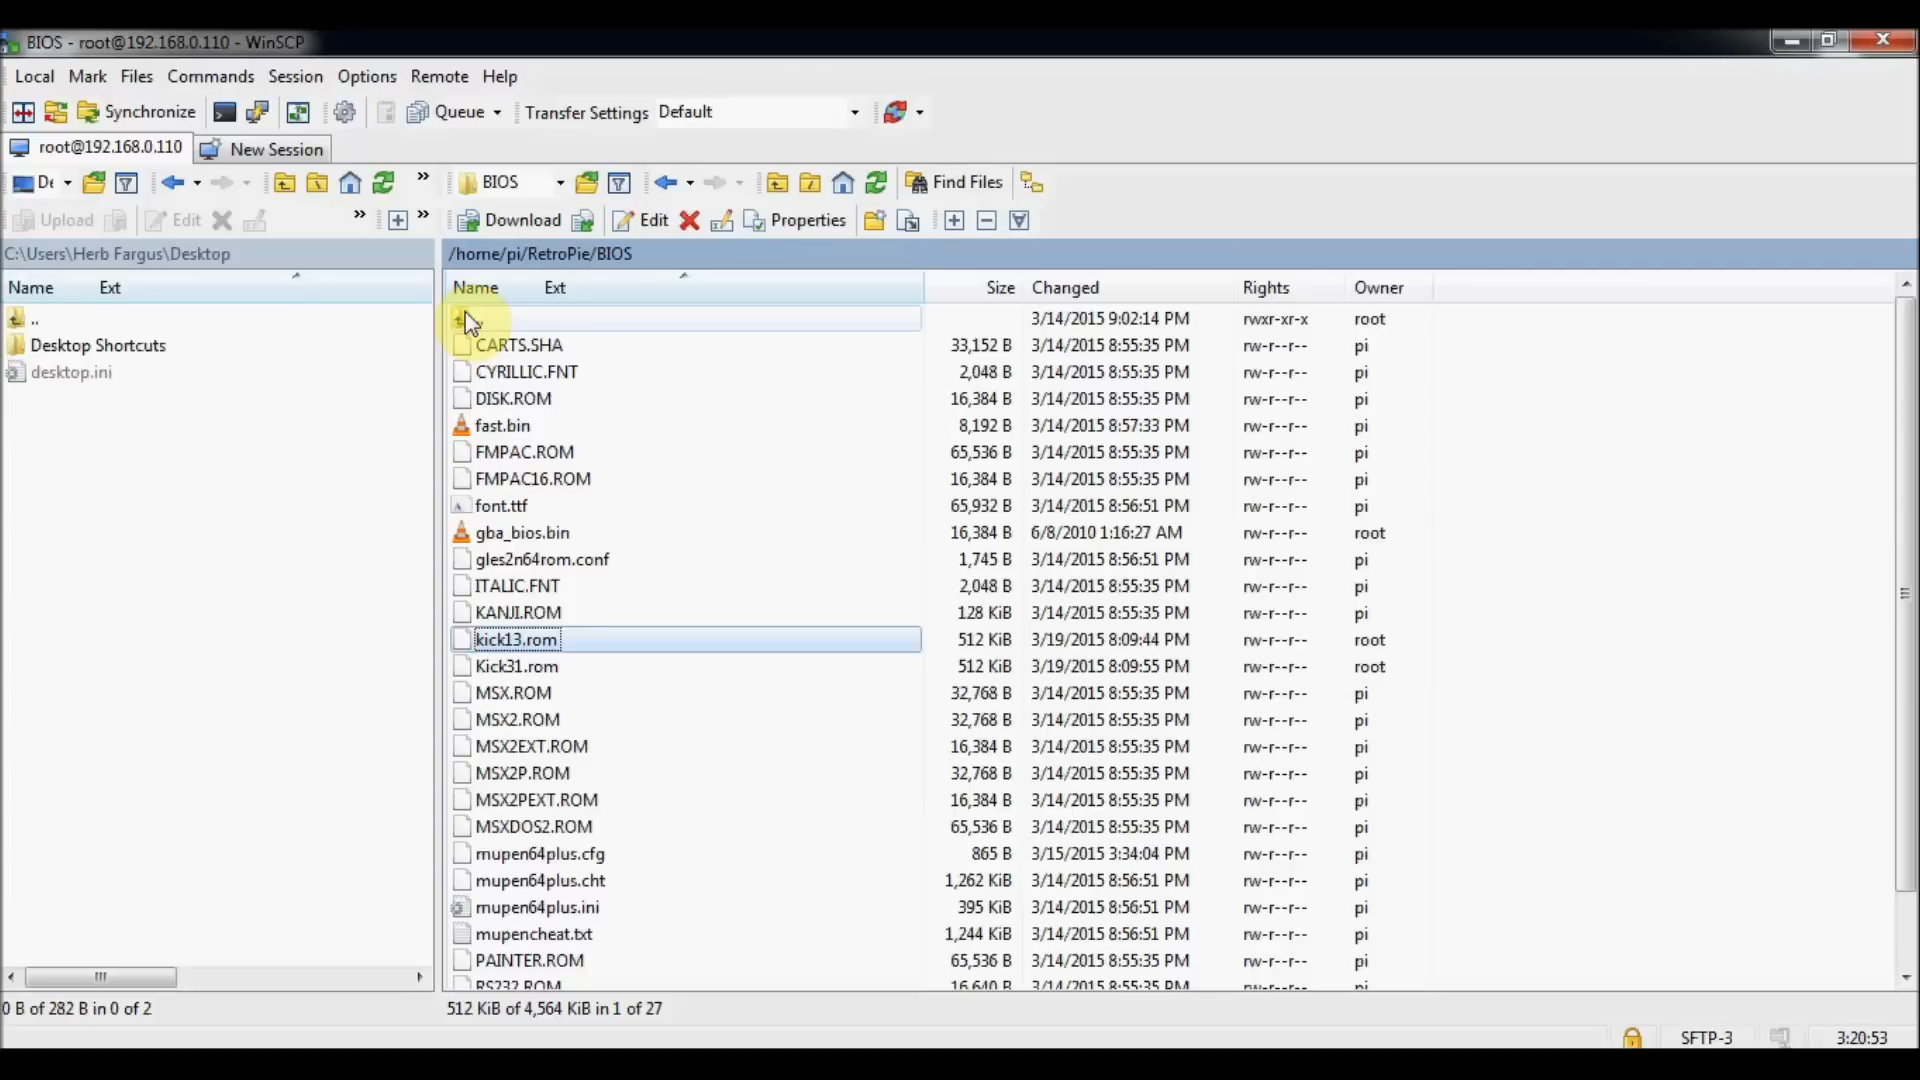 BIOS - root@192.168.0.110 - WinSCP
Local Mark Files Commands Session Options Remote Help
Synchronize Queue Transfer Settings Default
root@192.168.0.110 New Session
De BIOS Find Files
Upload Edit Download Edit Properties
C:\Users\Herb Fargus\Desktop /home/pi/RetroPie/BIOS
Name Ext Name Ext Size Changed Rights Owner
.. .. 3/14/2015 9:02:14 PM rwxr-xr-x root
Desktop Shortcuts CARTS.SHA 33,152 B 3/14/2015 8:55:35 PM rw-r--r-- pi
desktop.ini CYRILLIC.FNT 2,048 B 3/14/2015 8:55:35 PM rw-r--r-- pi
DISK.ROM 16,384 B 3/14/2015 8:55:35 PM rw-r--r-- pi
fast.bin 8,192 B 3/14/2015 8:57:33 PM rw-r--r-- pi
FMPAC.ROM 65,536 B 3/14/2015 8:55:35 PM rw-r--r-- pi
FMPAC16.ROM 16,384 B 3/14/2015 8:55:35 PM rw-r--r-- pi
font.ttf 65,932 B 3/14/2015 8:56:51 PM rw-r--r-- pi
gba_bios.bin 16,384 B 6/8/2010 1:16:27 AM rw-r--r-- root
gles2n64rom.conf 1,745 B 3/14/2015 8:56:51 PM rw-r--r-- pi
ITALIC.FNT 2,048 B 3/14/2015 8:55:35 PM rw-r--r-- pi
KANJI.ROM 128 KiB 3/14/2015 8:55:35 PM rw-r--r-- pi
kick13.rom 512 KiB 3/19/2015 8:09:44 PM rw-r--r-- root
Kick31.rom 512 KiB 3/19/2015 8:09:55 PM rw-r--r-- root
MSX.ROM 32,768 B 3/14/2015 8:55:35 PM rw-r--r-- pi
MSX2.ROM 32,768 B 3/14/2015 8:55:35 PM rw-r--r-- pi
MSX2EXT.ROM 16,384 B 3/14/2015 8:55:35 PM rw-r--r-- pi
MSX2P.ROM 32,768 B 3/14/2015 8:55:35 PM rw-r--r-- pi
MSX2PEXT.ROM 16,384 B 3/14/2015 8:55:35 PM rw-r--r-- pi
MSXDOS2.ROM 65,536 B 3/14/2015 8:55:35 PM rw-r--r-- pi
mupen64plus.cfg 865 B 3/15/2015 3:34:04 PM rw-r--r-- pi
mupen64plus.cht 1,262 KiB 3/14/2015 8:56:51 PM rw-r--r-- pi
mupen64plus.ini 395 KiB 3/14/2015 8:56:51 PM rw-r--r-- pi
mupencheat.txt 1,244 KiB 3/14/2015 8:56:51 PM rw-r--r-- pi
PAINTER.ROM 65,536 B 3/14/2015 8:55:35 PM rw-r--r-- pi
RS232.ROM 16,640 B 3/14/2015 8:55:35 PM rw-r--r-- pi
0 B of 282 B in 0 of 2 512 KiB of 4,564 KiB in 1 of 27
SFTP-3 3:20:53